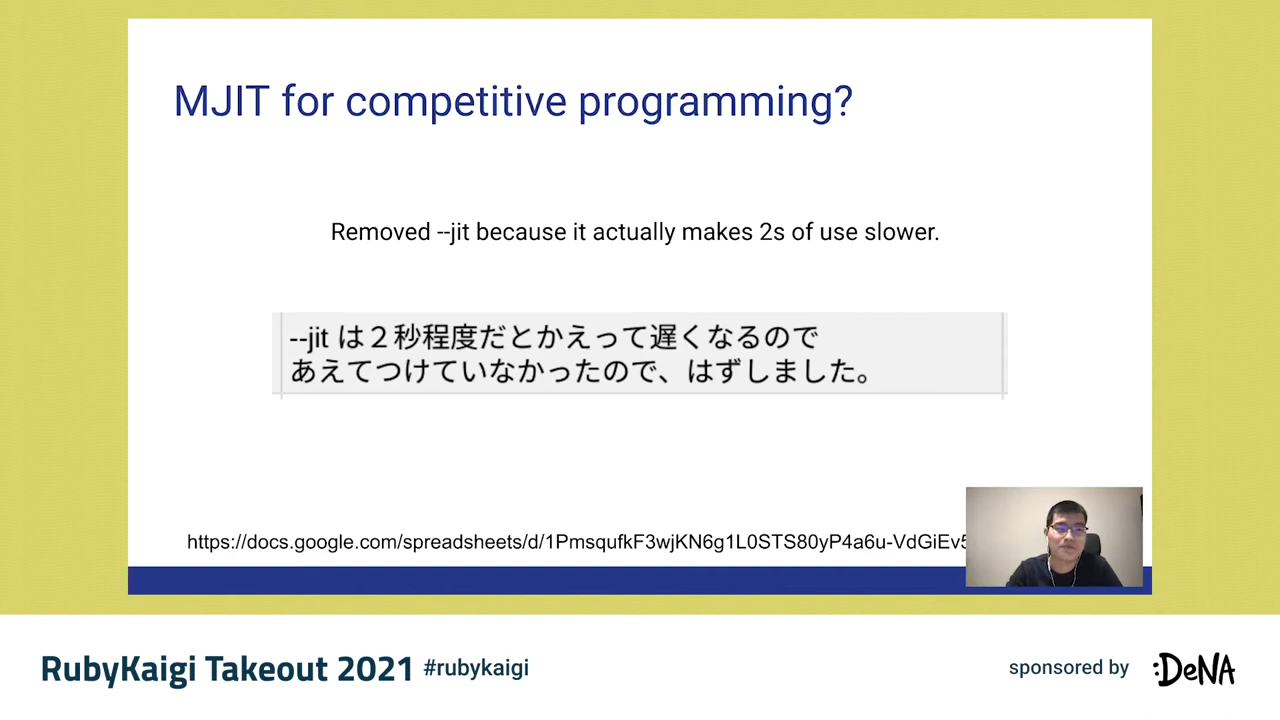 MJIT for competitive programming?
Removed --jit because it actually makes 2s of use slower.
--jit は２秒程度だとかえって遅くなるので
あえてつけていなかったので、はずしました。
https://docs.google.com/spreadsheets/d/1PmsqufkF3wjKN6g1L0STS80yP4a6u-VdGiEv5
RubyKaigi Takeout 2021 #rubykaigi
sponsored by :DeNA